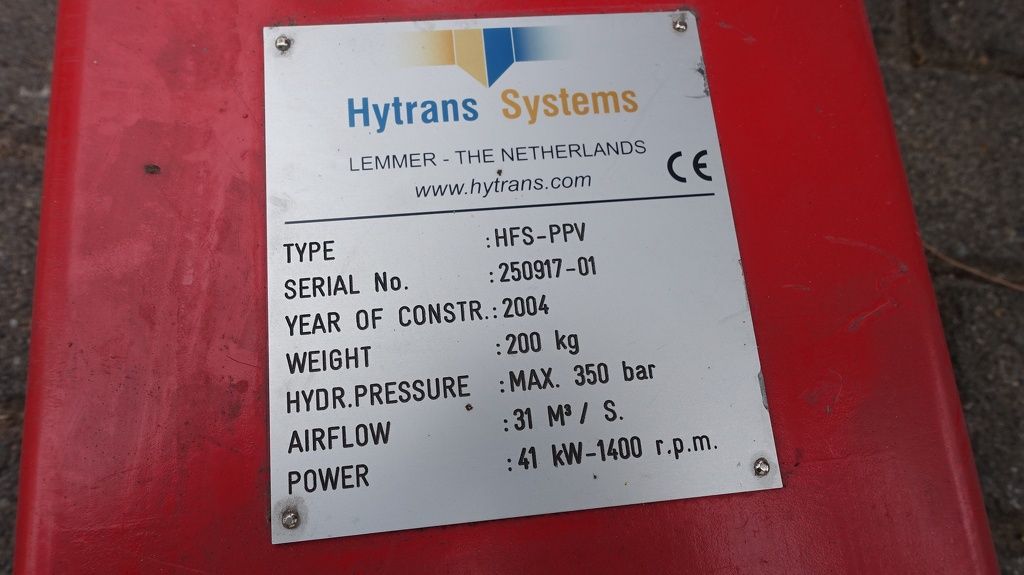 Hytrans Systems
LEMMER - THE NETHERLANDS
www.hytrans.com
CE
TYPE :HFS-PPV
SERIAL No. :250917-01
YEAR OF CONSTR.:2004
WEIGHT :200 kg
HYDR.PRESSURE :MAX. 350 bar
AIRFLOW :31 M³/ S.
POWER :41 kW-1400 r.p.m.